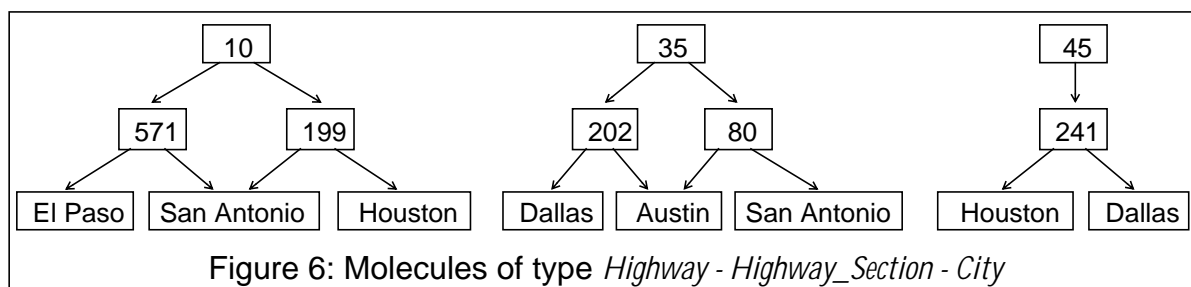 10 35 45
571 199 202 80 241
El Paso San Antonio Houston Dallas Austin San Antonio Houston Dallas
Figure 6: Molecules of type Highway - Highway_Section - City